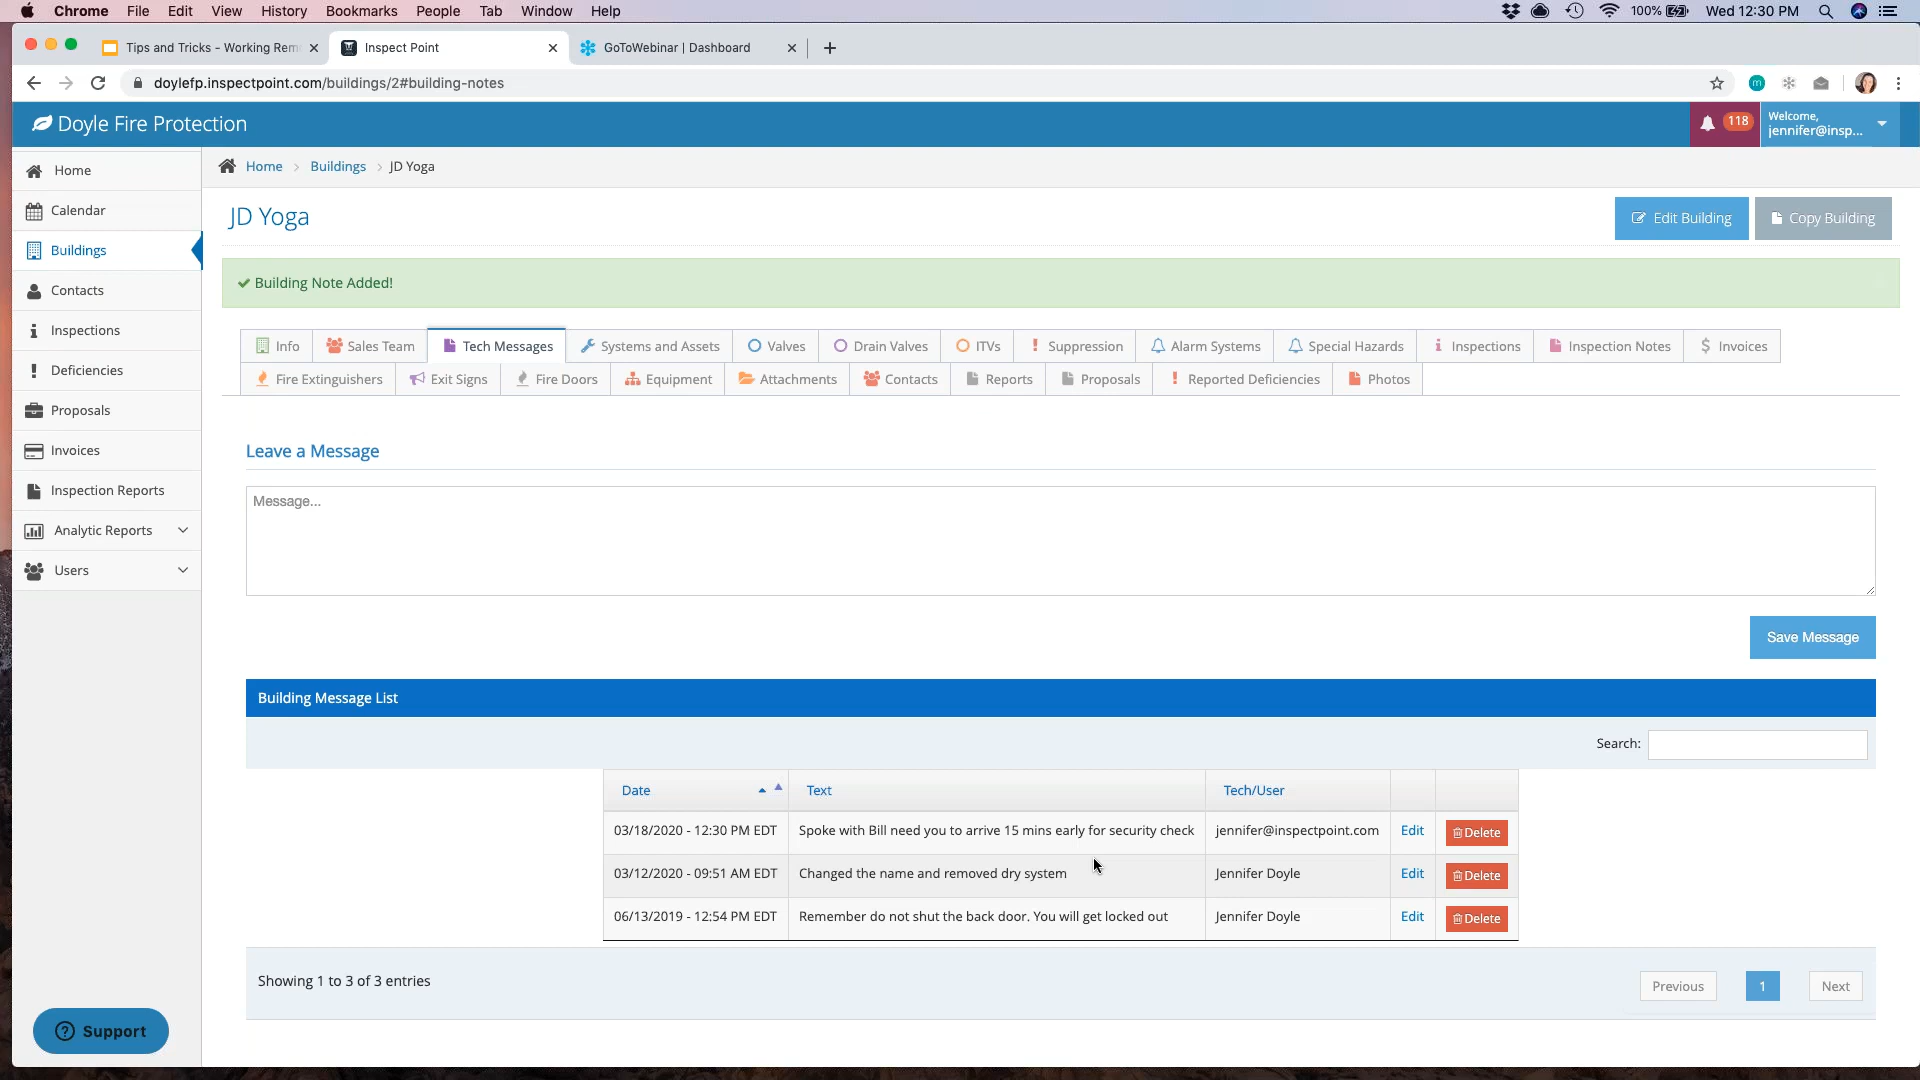 Chrome File Edit View History Bookmarks People Tab Window Help 100% Wed 12:30 PM
Tips and Tricks - Working Rem Inspect Point GoToWebinar | Dashboard
doylefp.inspectpoint.com/buildings/2#building-notes m
Doyle Fire Protection 118 Welcome,
jennifer@insp...
Home
Calendar
Buildings
Contacts
Inspections
Deficiencies
Proposals
Invoices
Inspection Reports
Analytic Reports
Users
Support
Home > Buildings > JD Yoga
JD Yoga Edit Building Copy Building
Building Note Added!
Info Sales Team Tech Messages Systems and Assets Valves Drain Valves ITVs Suppression Alarm Systems Special Hazards Inspections Inspection Notes Invoices
Fire Extinguishers Exit Signs Fire Doors Equipment Attachments Contacts Reports Proposals Reported Deficiencies Photos
Leave a Message
Message...
Save Message
Building Message List
Search:
Date Text Tech/User
03/18/2020 - 12:30 PM EDT Spoke with Bill need you to arrive 15 mins early for security check jennifer@inspectpoint.com Edit Delete
03/12/2020 - 09:51 AM EDT Changed the name and removed dry system Jennifer Doyle Edit Delete
06/13/2019 - 12:54 PM EDT Remember do not shut the back door. You will get locked out Jennifer Doyle Edit Delete
Showing 1 to 3 of 3 entries Previous 1 Next